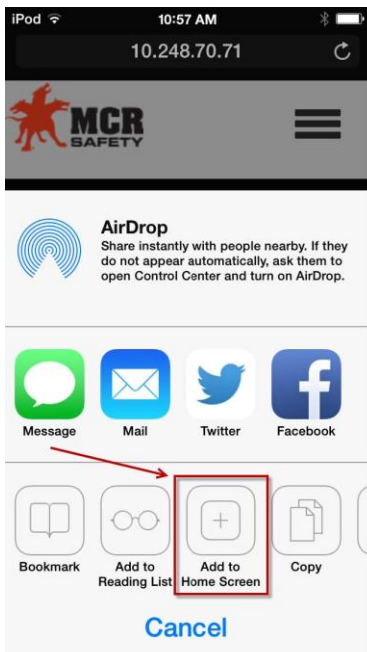 iPod 10:57 AM
10.248.70.71
MCR
SAFETY
AirDrop
Share instantly with people nearby. If they
do not appear automatically, ask them to
open Control Center and turn on AirDrop.
Message Mail Twitter Facebook
Bookmark Add to Add to Copy
Reading List Home Screen
Cancel